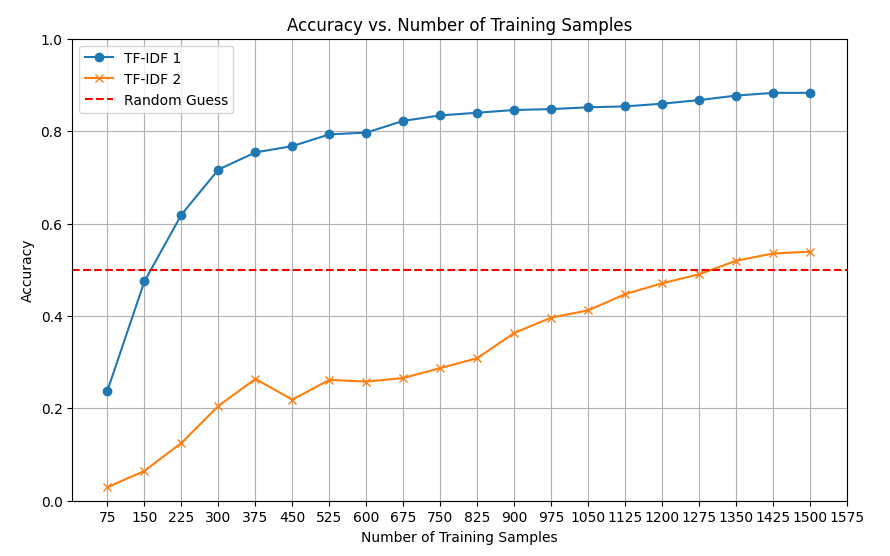 Accuracy vs. Number of Training Samples
TF-IDF 1
TF-IDF 2
Random Guess
1.0
0.8
0.6
0.4
0.2
0.0
Accuracy
75 150 225 300 375 450 525 600 675 750 825 900 975 1050 1125 1200 1275 1350 1425 1500 1575
Number of Training Samples